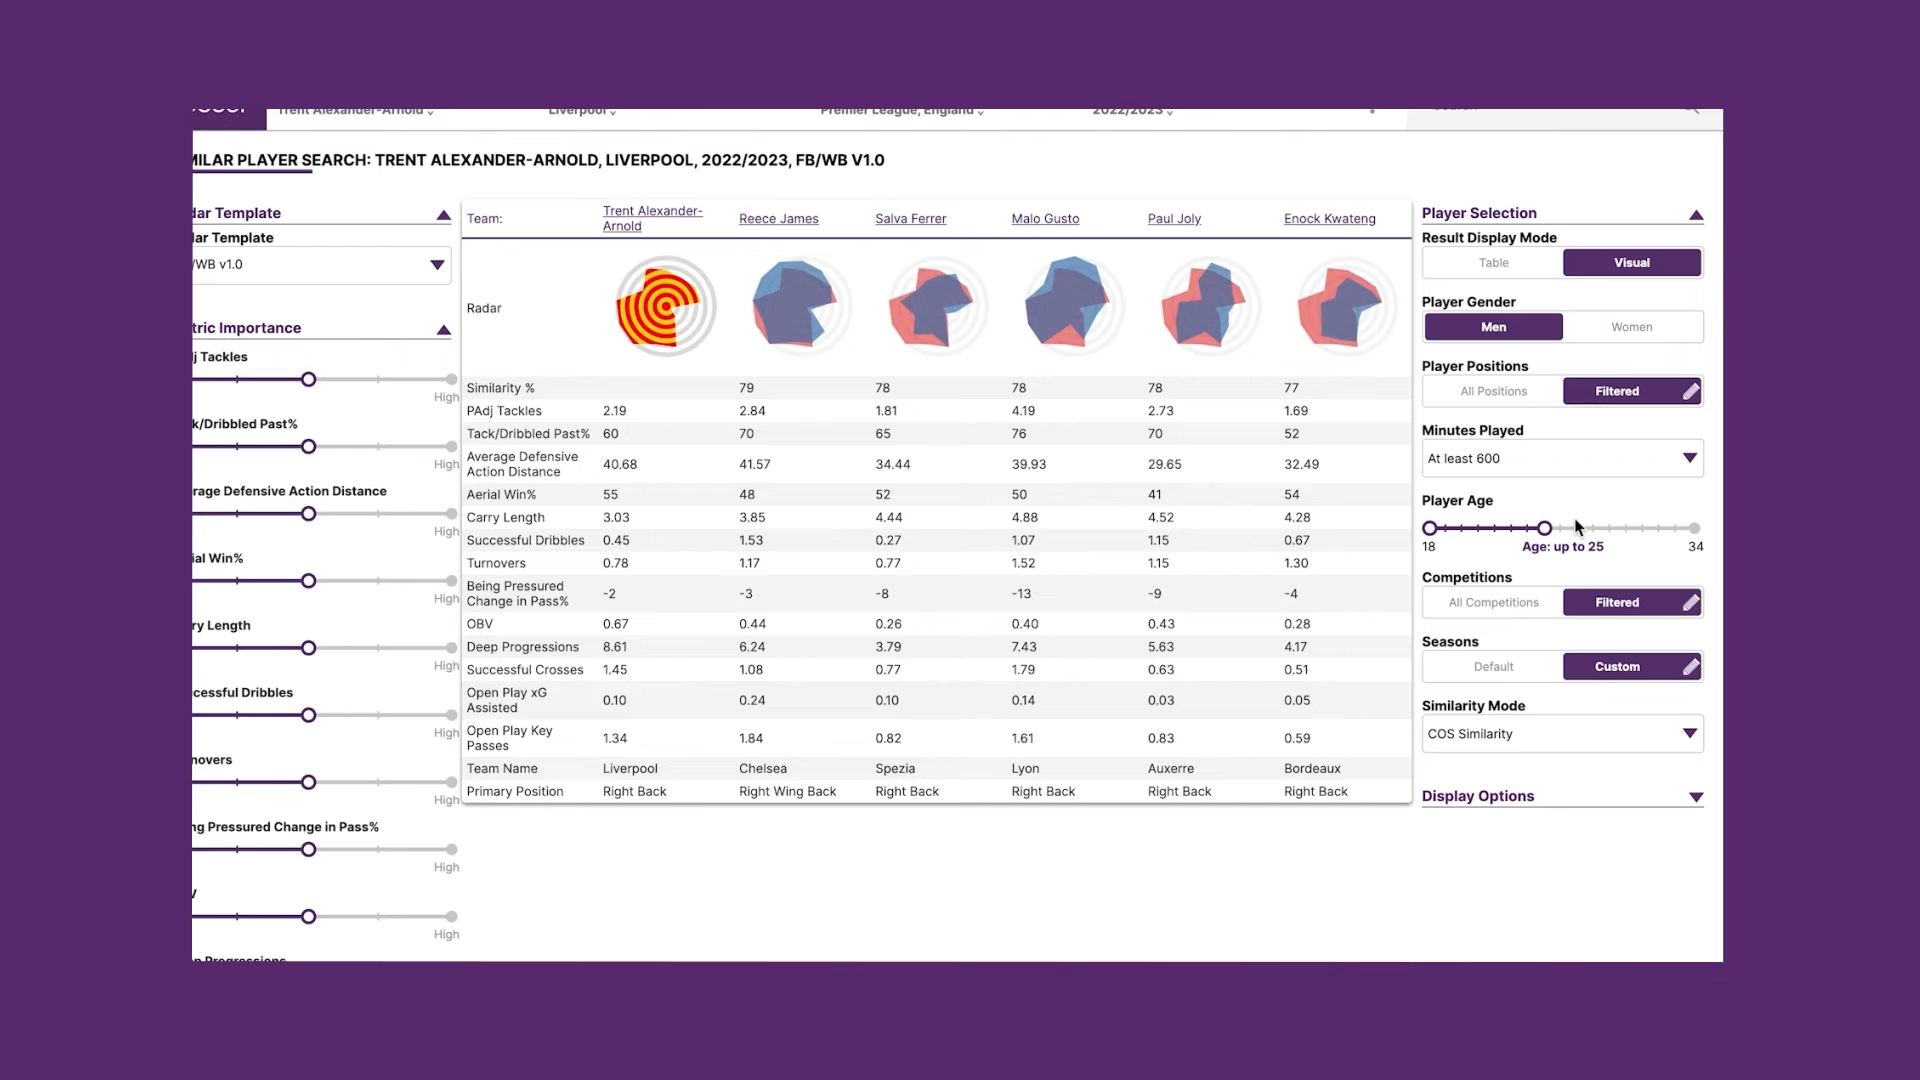 Trent Alexander-Arnold Liverpool Premier League, England 2022/2023 Search
MILAR PLAYER SEARCH: TRENT ALEXANDER-ARNOLD, LIVERPOOL, 2022/2023, FB/WB V1.0
dar Template
lar Template
/WB v1.0
tric Importance
j Tackles
High
k/Dribbled Past%
High
rage Defensive Action Distance
High
ial Win%
High
ry Length
High
cessful Dribbles
High
novers
High
ng Pressured Change in Pass%
High
High
Team: Trent Alexander-Arnold Reece James Salva Ferrer Malo Gusto Paul Joly Enock Kwateng
Radar
Similarity % 79 78 78 78 77
PAdj Tackles 2.19 2.84 1.81 4.19 2.73 1.69
Tack/Dribbled Past% 60 70 65 76 70 52
Average Defensive Action Distance 40.68 41.57 34.44 39.93 29.65 32.49
Aerial Win% 55 48 52 50 41 54
Carry Length 3.03 3.85 4.44 4.88 4.52 4.28
Successful Dribbles 0.45 1.53 0.27 1.07 1.15 0.67
Turnovers 0.78 1.17 0.77 1.52 1.15 1.30
Being Pressured Change in Pass% -2 -3 -8 -13 -9 -4
OBV 0.67 0.44 0.26 0.40 0.43 0.28
Deep Progressions 8.61 6.24 3.79 7.43 5.63 4.17
Successful Crosses 1.45 1.08 0.77 1.79 0.63 0.51
Open Play xG Assisted 0.10 0.24 0.10 0.14 0.03 0.05
Open Play Key Passes 1.34 1.84 0.82 1.61 0.83 0.59
Team Name Liverpool Chelsea Spezia Lyon Auxerre Bordeaux
Primary Position Right Back Right Wing Back Right Back Right Back Right Back Right Back
Player Selection
Result Display Mode
Table Visual
Player Gender
Men Women
Player Positions
All Positions Filtered
Minutes Played
At least 600
Player Age
18 Age: up to 25 34
Competitions
All Competitions Filtered
Seasons
Default Custom
Similarity Mode
COS Similarity
Display Options